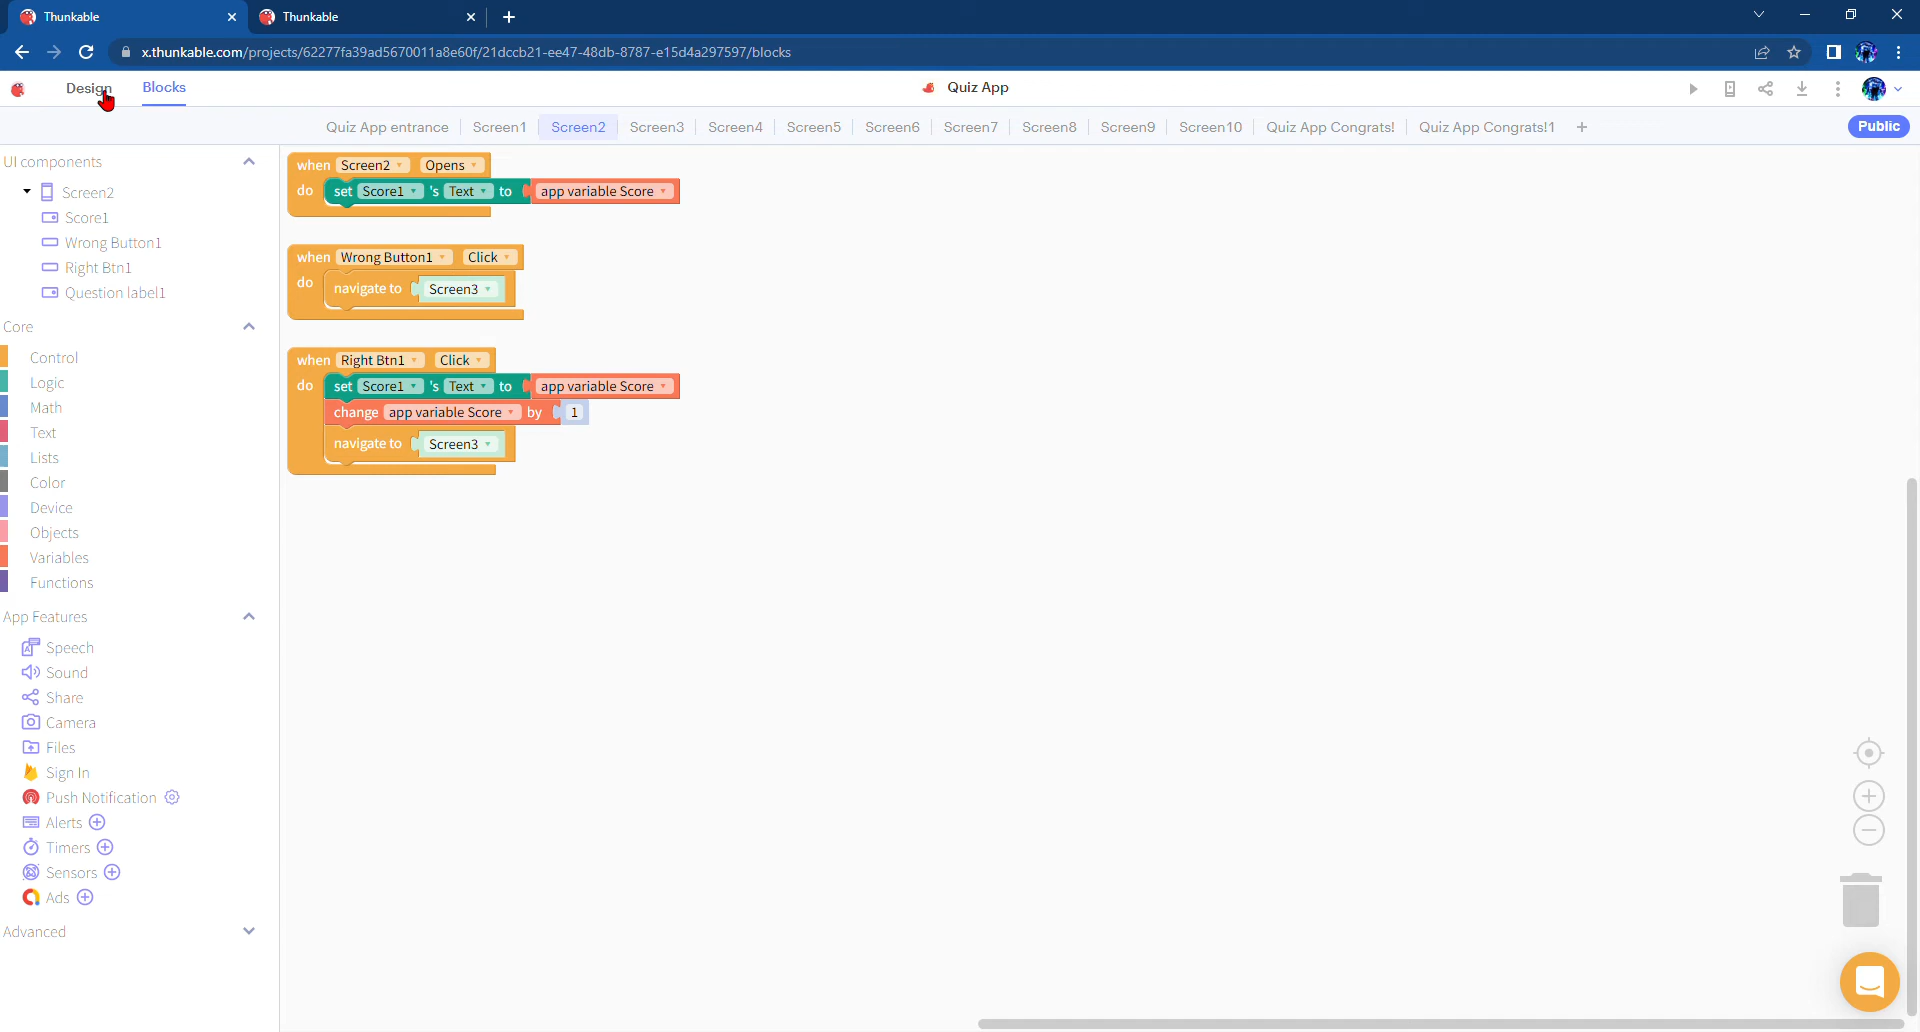 Thunkable
Thunkable
x.thunkable.com/projects/62277fa39ad5670011a8e60f/21dccb21-ee47-48db-8787-e15d4a297597/blocks
Design
Blocks
Quiz App
Quiz App entrance
Screen1
Screen2
Screen3
Screen4
Screen5
Screen6
Screen7
Screen8
Screen9
Screen10
Quiz App Congrats!
Quiz App Congrats!1
Public
UI components
Screen2
Score1
Wrong Button1
Right Btn1
Question label1
Core
Control
Logic
Math
Text
Lists
Color
Device
Objects
Variables
Functions
App Features
Speech
Sound
Share
Camera
Files
Sign In
Push Notification
Alerts
Timers
Sensors
Ads
Advanced
when Screen2 Opens
do set Score1 's Text to app variable Score
when Wrong Button1 Click
do navigate to Screen3
when Right Btn1 Click
do set Score1 's Text to app variable Score
change app variable Score by 1
navigate to Screen3